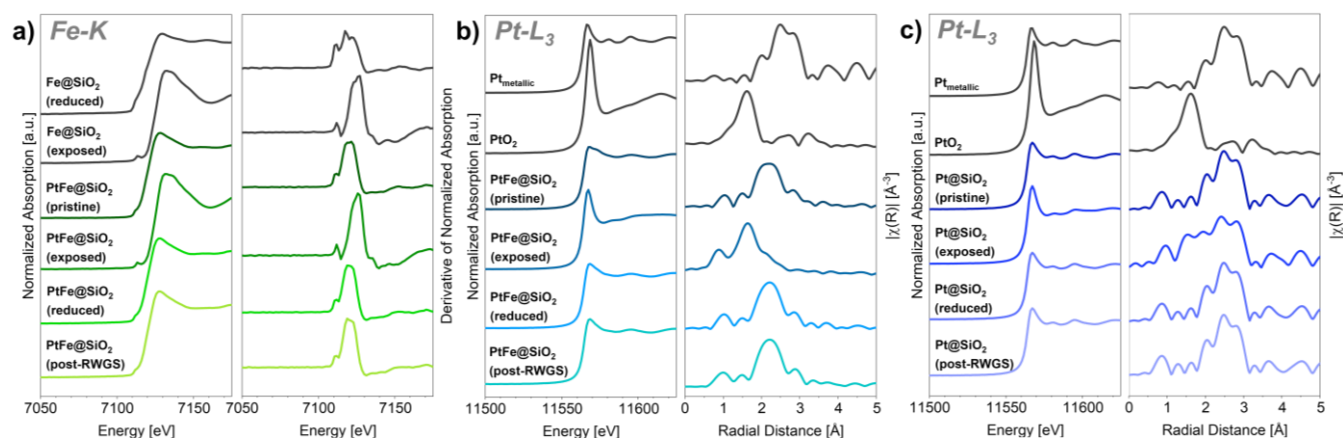 a)
Fe-K
Normalized Absorption [a.u.]
Fe@SiO₂
(reduced)
Fe@SiO₂
(exposed)
PtFe@SiO₂
(pristine)
PtFe@SiO₂
(exposed)
PtFe@SiO₂
(reduced)
PtFe@SiO₂
(post-RWGS)
7050
7100
7150
Energy [eV]
7050
7100
7150
Energy [eV]
Derivative of Normalized Absorption
b)
Pt-L₃
Normalized Absorption [a.u.]
Pt_metallic
PtO₂
PtFe@SiO₂
(pristine)
PtFe@SiO₂
(exposed)
PtFe@SiO₂
(reduced)
PtFe@SiO₂
(post-RWGS)
11500
11550
11600
Energy [eV]
0
1
2
3
4
5
Radial Distance [Å]
|χ(R)| [Å⁻³]
c)
Pt-L₃
Normalized Absorption [a.u.]
Pt_metallic
PtO₂
Pt@SiO₂
(pristine)
Pt@SiO₂
(exposed)
Pt@SiO₂
(reduced)
Pt@SiO₂
(post-RWGS)
11500
11550
11600
Energy [eV]
0
1
2
3
4
5
Radial Distance [Å]
|χ(R)| [Å⁻³]